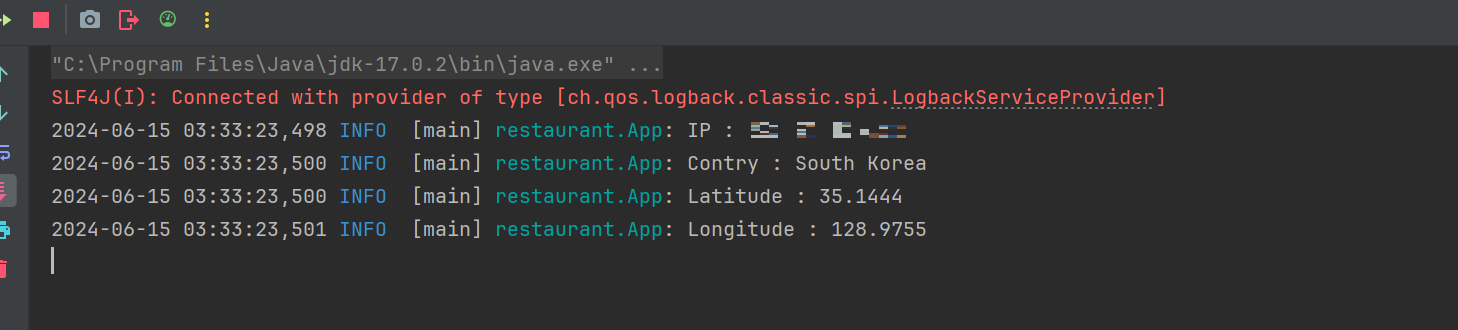 "C:\Program Files\Java\jdk-17.0.2\bin\java.exe" ...
SLF4J(I): Connected with provider of type [ch.qos.logback.classic.spi.LogbackServiceProvider]
2024-06-15 03:33:23,498 INFO  [main] restaurant.App: IP :
2024-06-15 03:33:23,500 INFO  [main] restaurant.App: Contry : South Korea
2024-06-15 03:33:23,500 INFO  [main] restaurant.App: Latitude : 35.1444
2024-06-15 03:33:23,501 INFO  [main] restaurant.App: Longitude : 128.9755